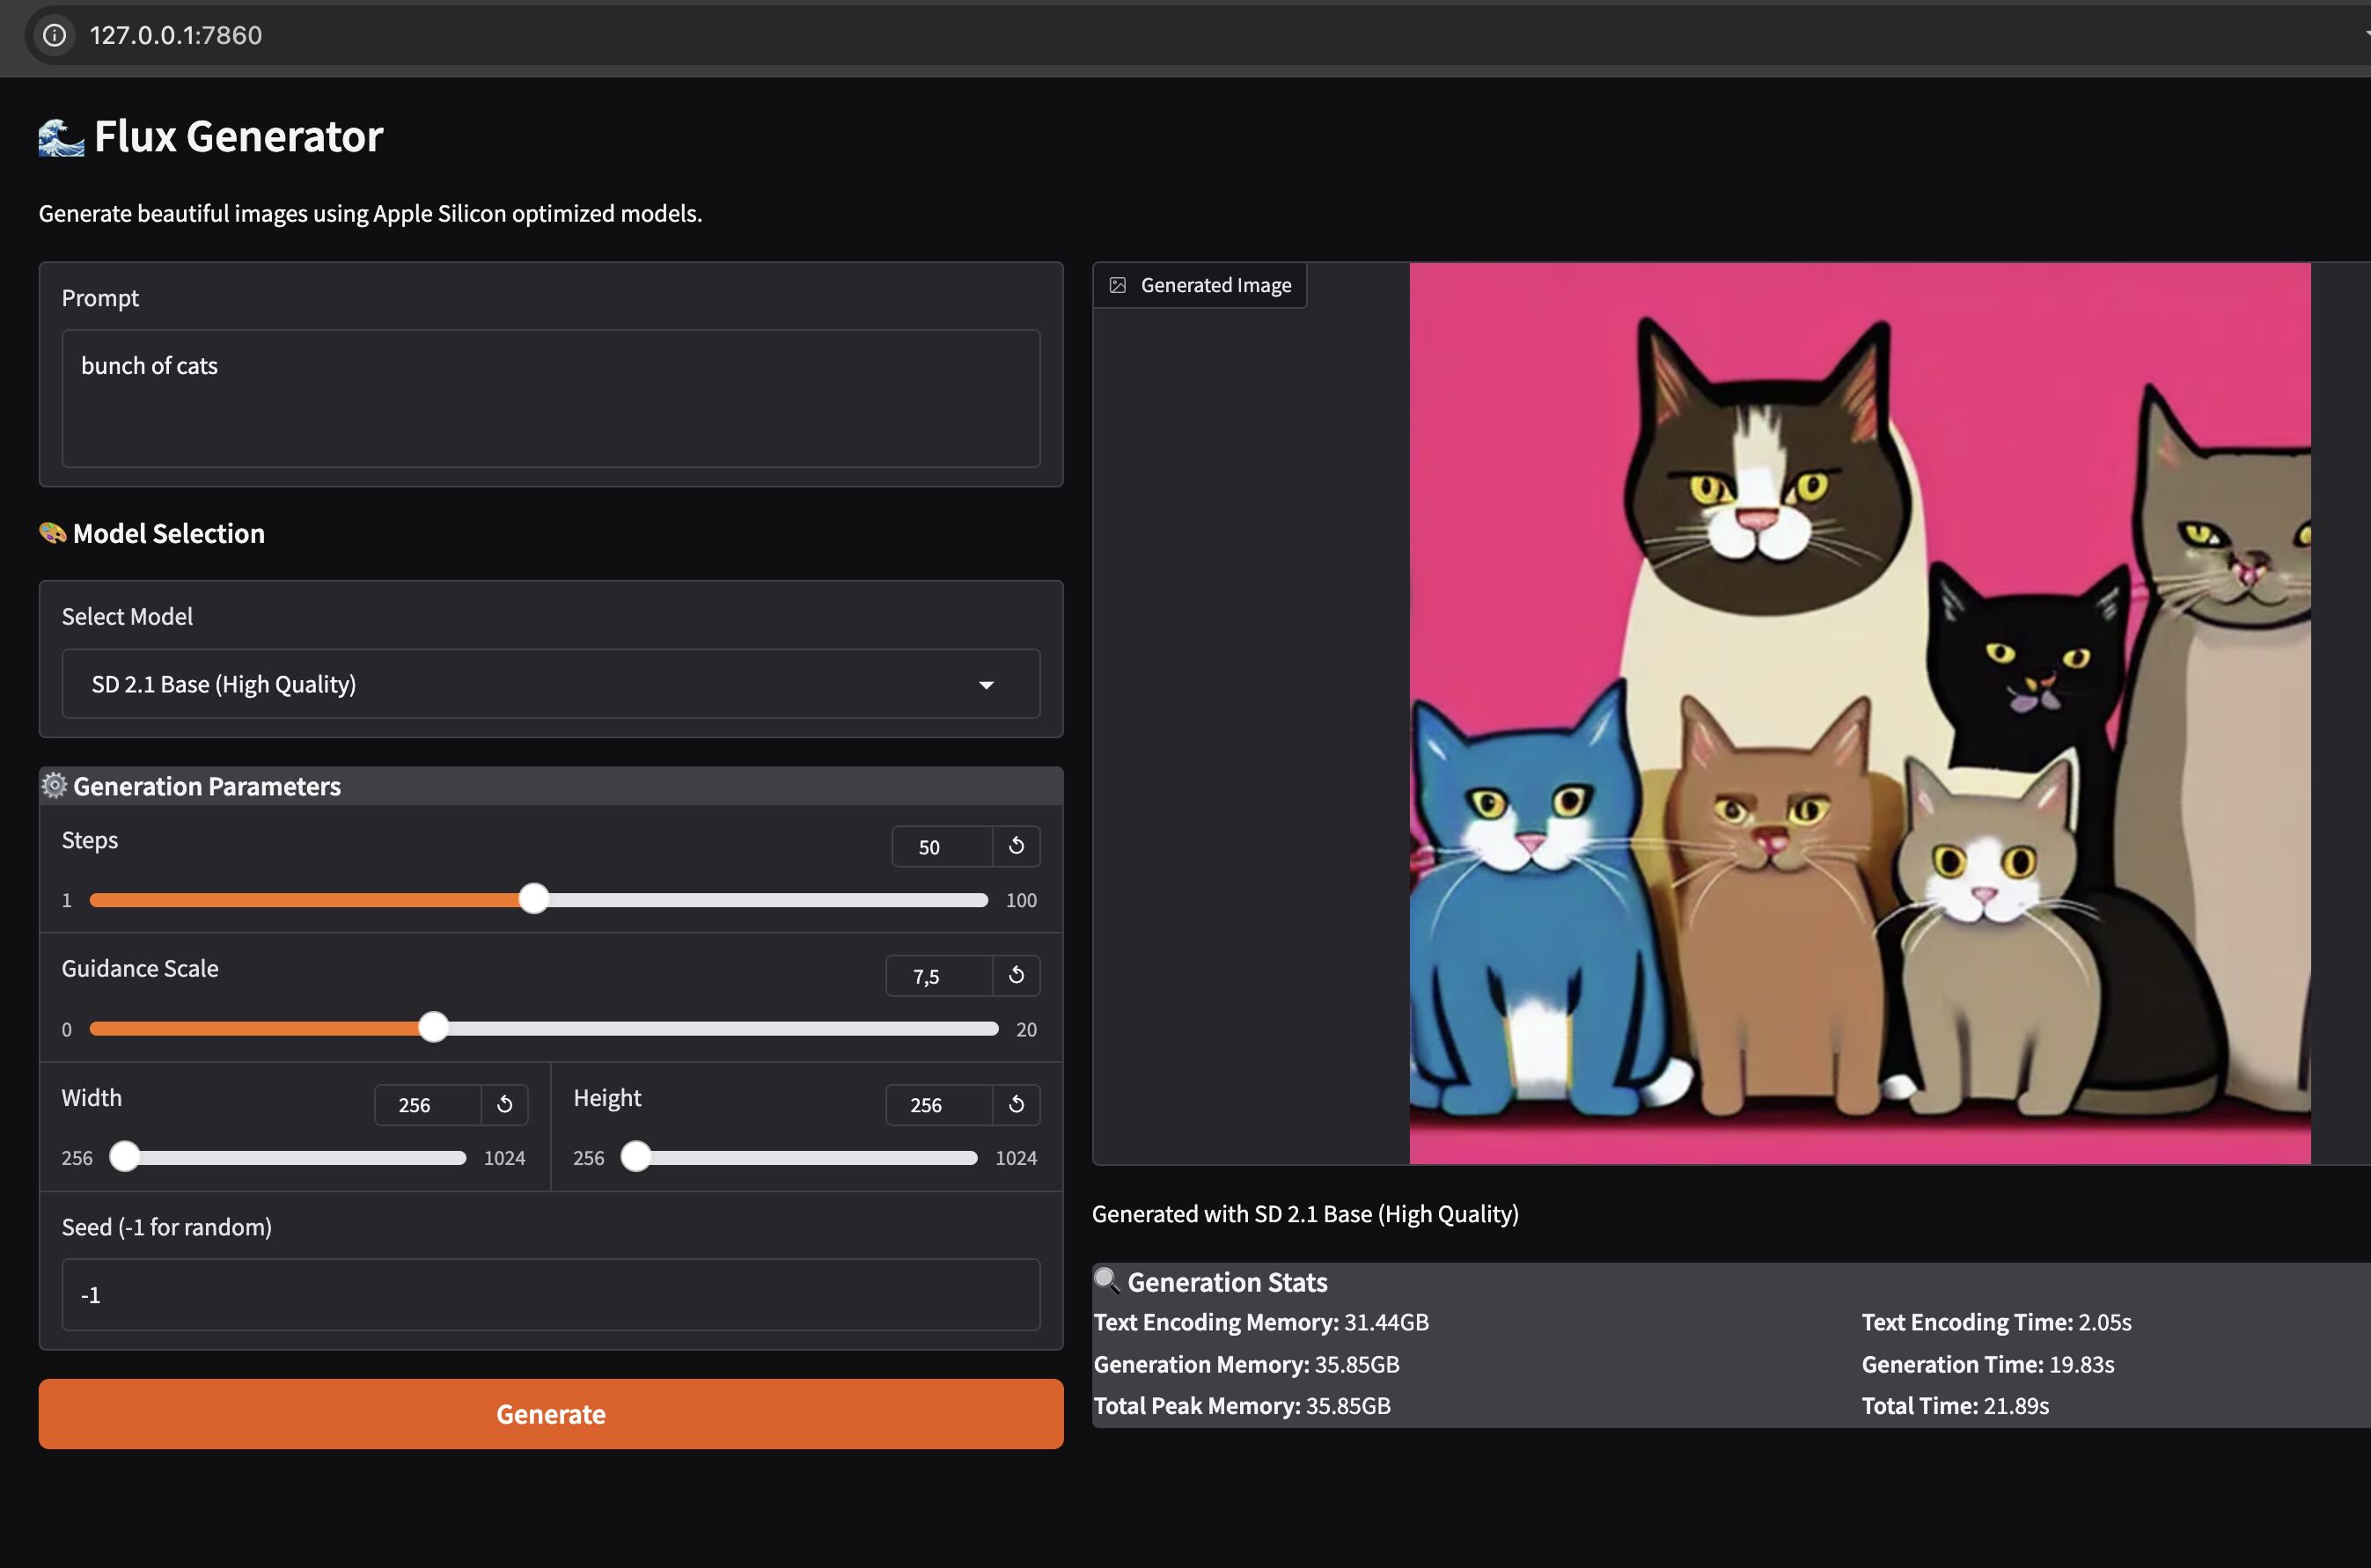 127.0.0.1:7860
🌊 Flux Generator
Generate beautiful images using Apple Silicon optimized models.
Prompt
bunch of cats
🎨 Model Selection
Select Model
SD 2.1 Base (High Quality)
⚙️ Generation Parameters
Steps
50
1
100
Guidance Scale
7,5
0
20
Width
256
256
1024
Height
256
256
1024
Seed (-1 for random)
-1
Generate
Generated Image
Generated with SD 2.1 Base (High Quality)
🔍 Generation Stats
Text Encoding Memory: 31.44GB
Text Encoding Time: 2.05s
Generation Memory: 35.85GB
Generation Time: 19.83s
Total Peak Memory: 35.85GB
Total Time: 21.89s